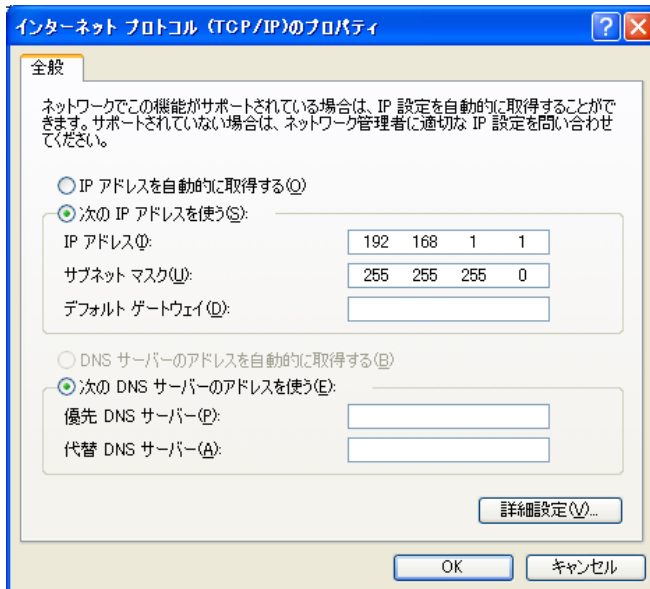 インターネット プロトコル (TCP/IP)のプロパティ
全般
ネットワークでこの機能がサポートされている場合は、IP 設定を自動的に取得することがで
きます。サポートされていない場合は、ネットワーク管理者に適切な IP 設定を問い合わせ
てください。
IP アドレスを自動的に取得する(O)
次の IP アドレスを使う(S):
IP アドレス(I): 192 168 1 1
サブネット マスク(U): 255 255 255 0
デフォルト ゲートウェイ(D):
DNS サーバーのアドレスを自動的に取得する(B)
次の DNS サーバーのアドレスを使う(E):
優先 DNS サーバー(P):
代替 DNS サーバー(A):
詳細設定(V)...
OK キャンセル